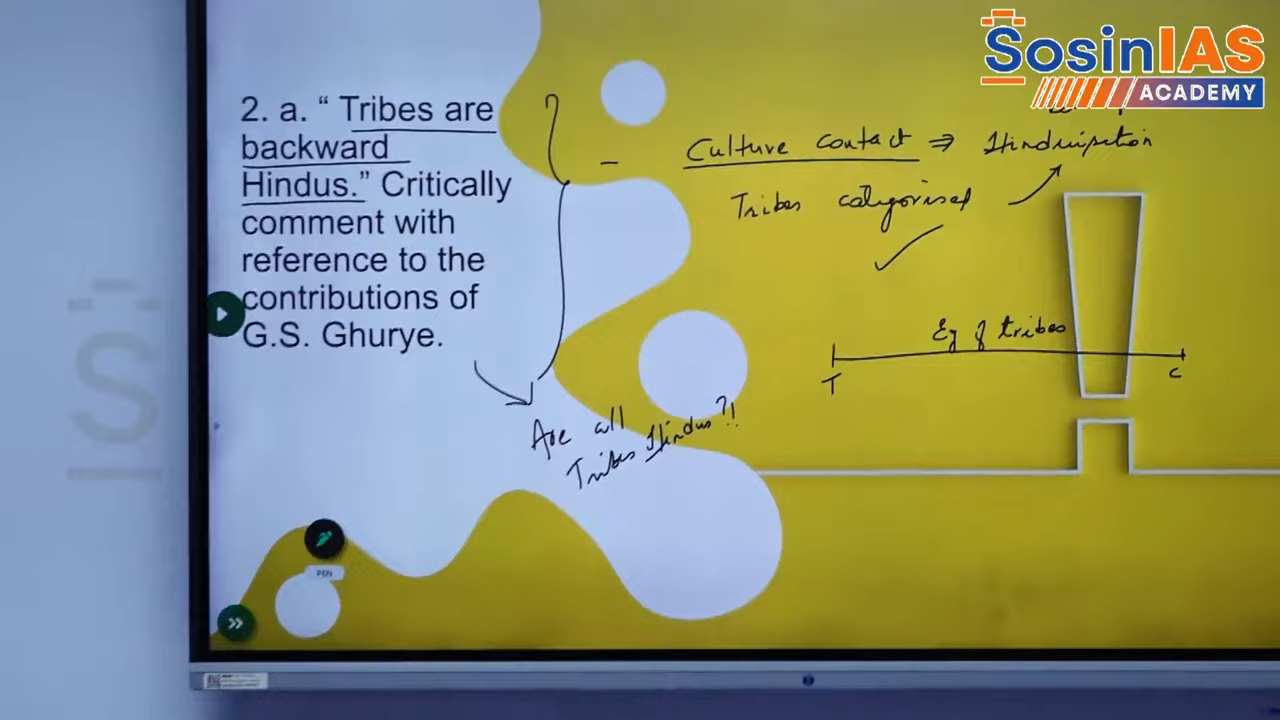 SosinIAS
ACADEMY
2. a. “ Tribes are
backward
Hindus.” Critically
comment with
reference to the
contributions of
G.S. Ghurye.
Culture contact ⇒ Hinduisation
Tribes categorised
Eg of tribes
T C
Are all
Tribes Hindus?!
PEN
S